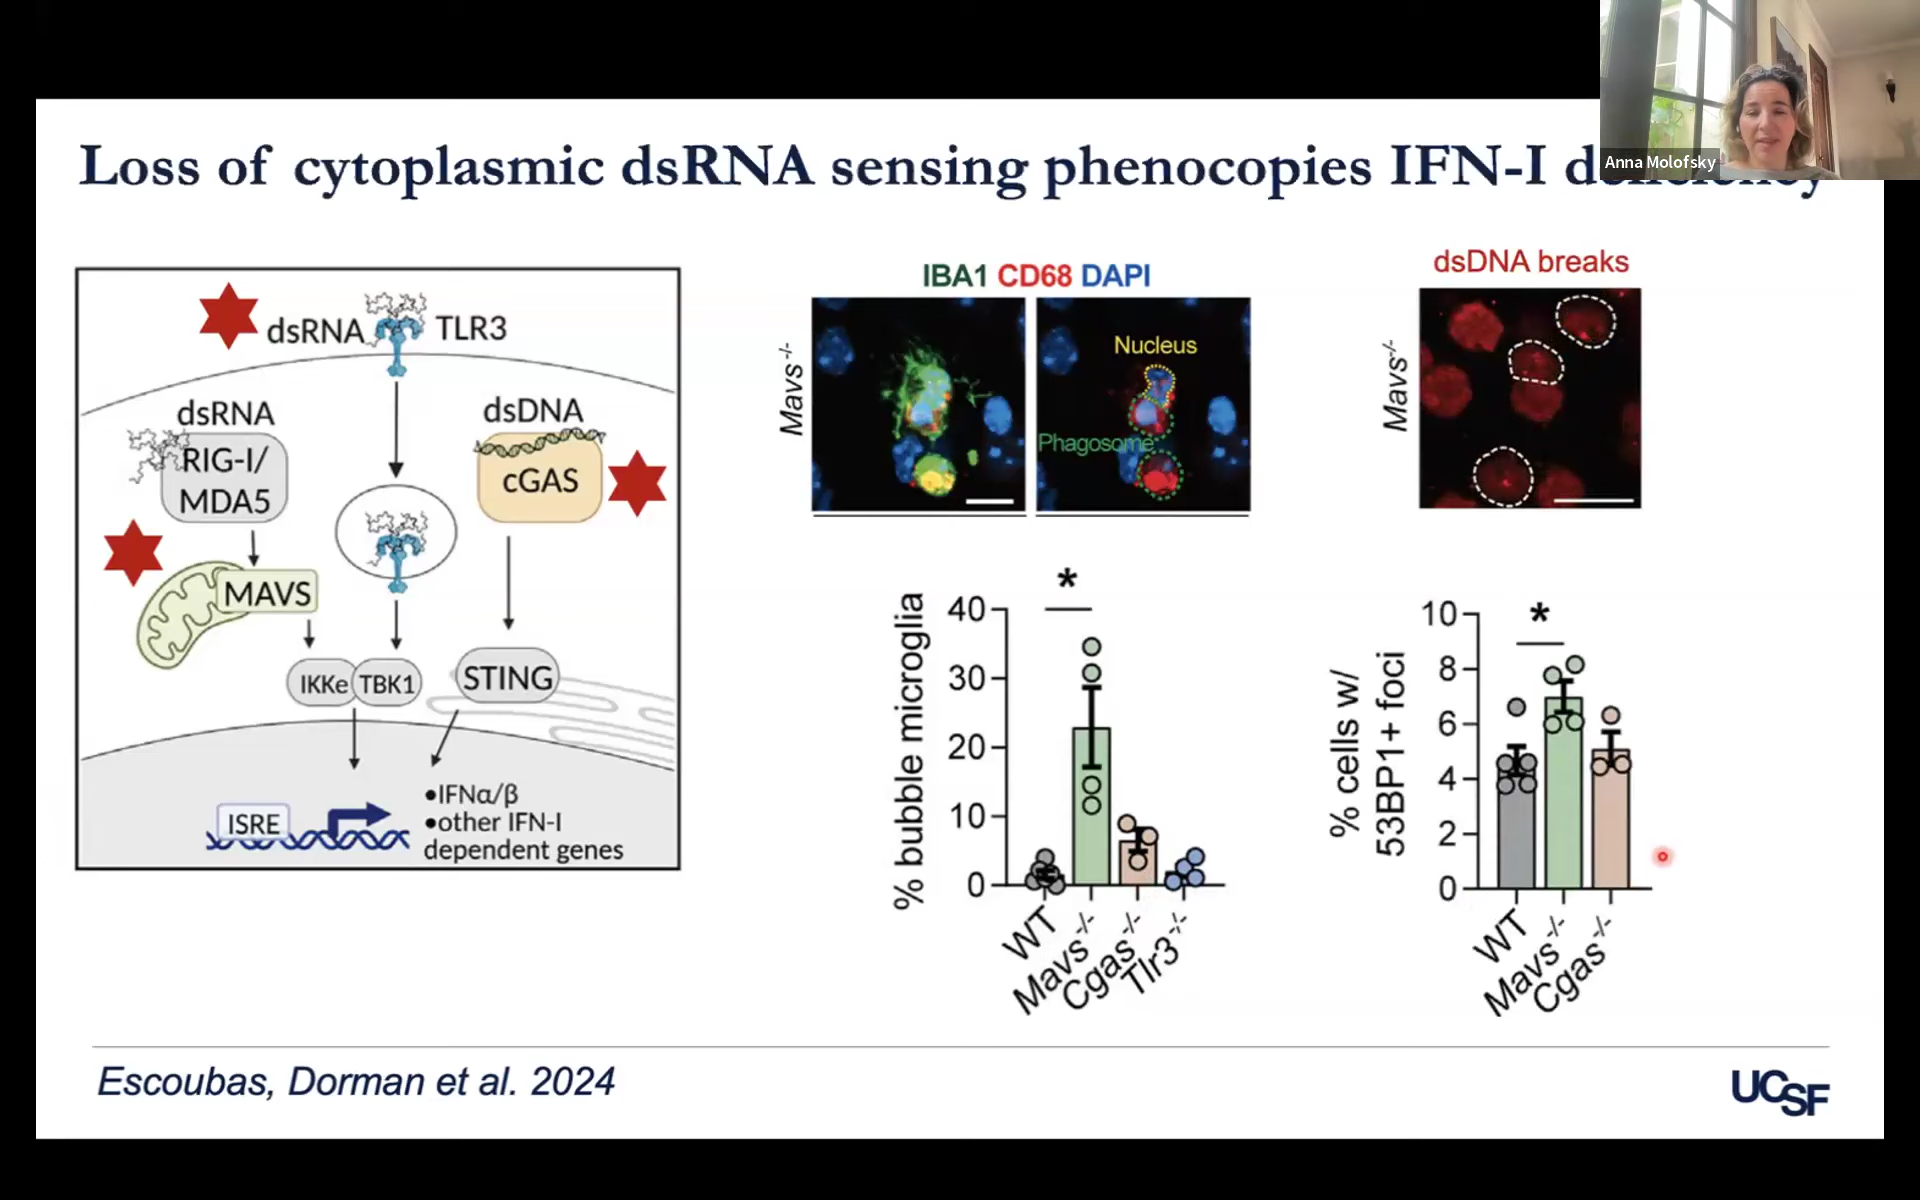 Anna Molofsky
Loss of cytoplasmic dsRNA sensing phenocopies IFN-I deficiency
dsRNA
TLR3
dsRNA
RIG-I/
MDA5
dsDNA
cGAS
MAVS
IKKe
TBK1
STING
ISRE
•IFNα/β
•other IFN-I
dependent genes
IBA1 CD68 DAPI
Mavs-/-
Nucleus
Phagosome
dsDNA breaks
Mavs-/-
% bubble microglia
40
30
20
10
0
*
WT
Mavs-/-
Cgas-/-
Tlr3-/-
% cells w/
53BP1+ foci
10
8
6
4
2
0
*
WT
Mavs-/-
Cgas-/-
Escoubas, Dorman et al. 2024
UCSF